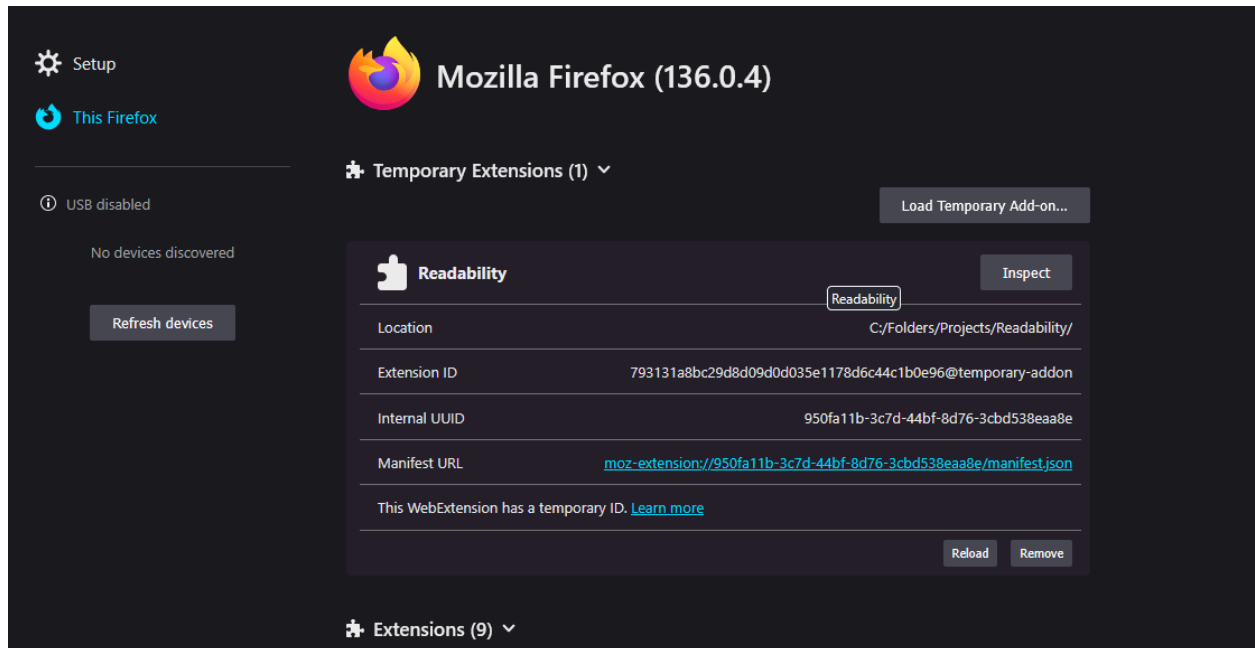 Setup
This Firefox
USB disabled
No devices discovered
Refresh devices
Mozilla Firefox (136.0.4)
Temporary Extensions (1)
Load Temporary Add-on...
Readability
Inspect
Readability
Location C:/Folders/Projects/Readability/
Extension ID 793131a8bc29d8d09d0d035e1178d6c44c1b0e96@temporary-addon
Internal UUID 950fa11b-3c7d-44bf-8d76-3cbd538eaa8e
Manifest URL moz-extension://950fa11b-3c7d-44bf-8d76-3cbd538eaa8e/manifest.json
This WebExtension has a temporary ID. Learn more
Reload Remove
Extensions (9)